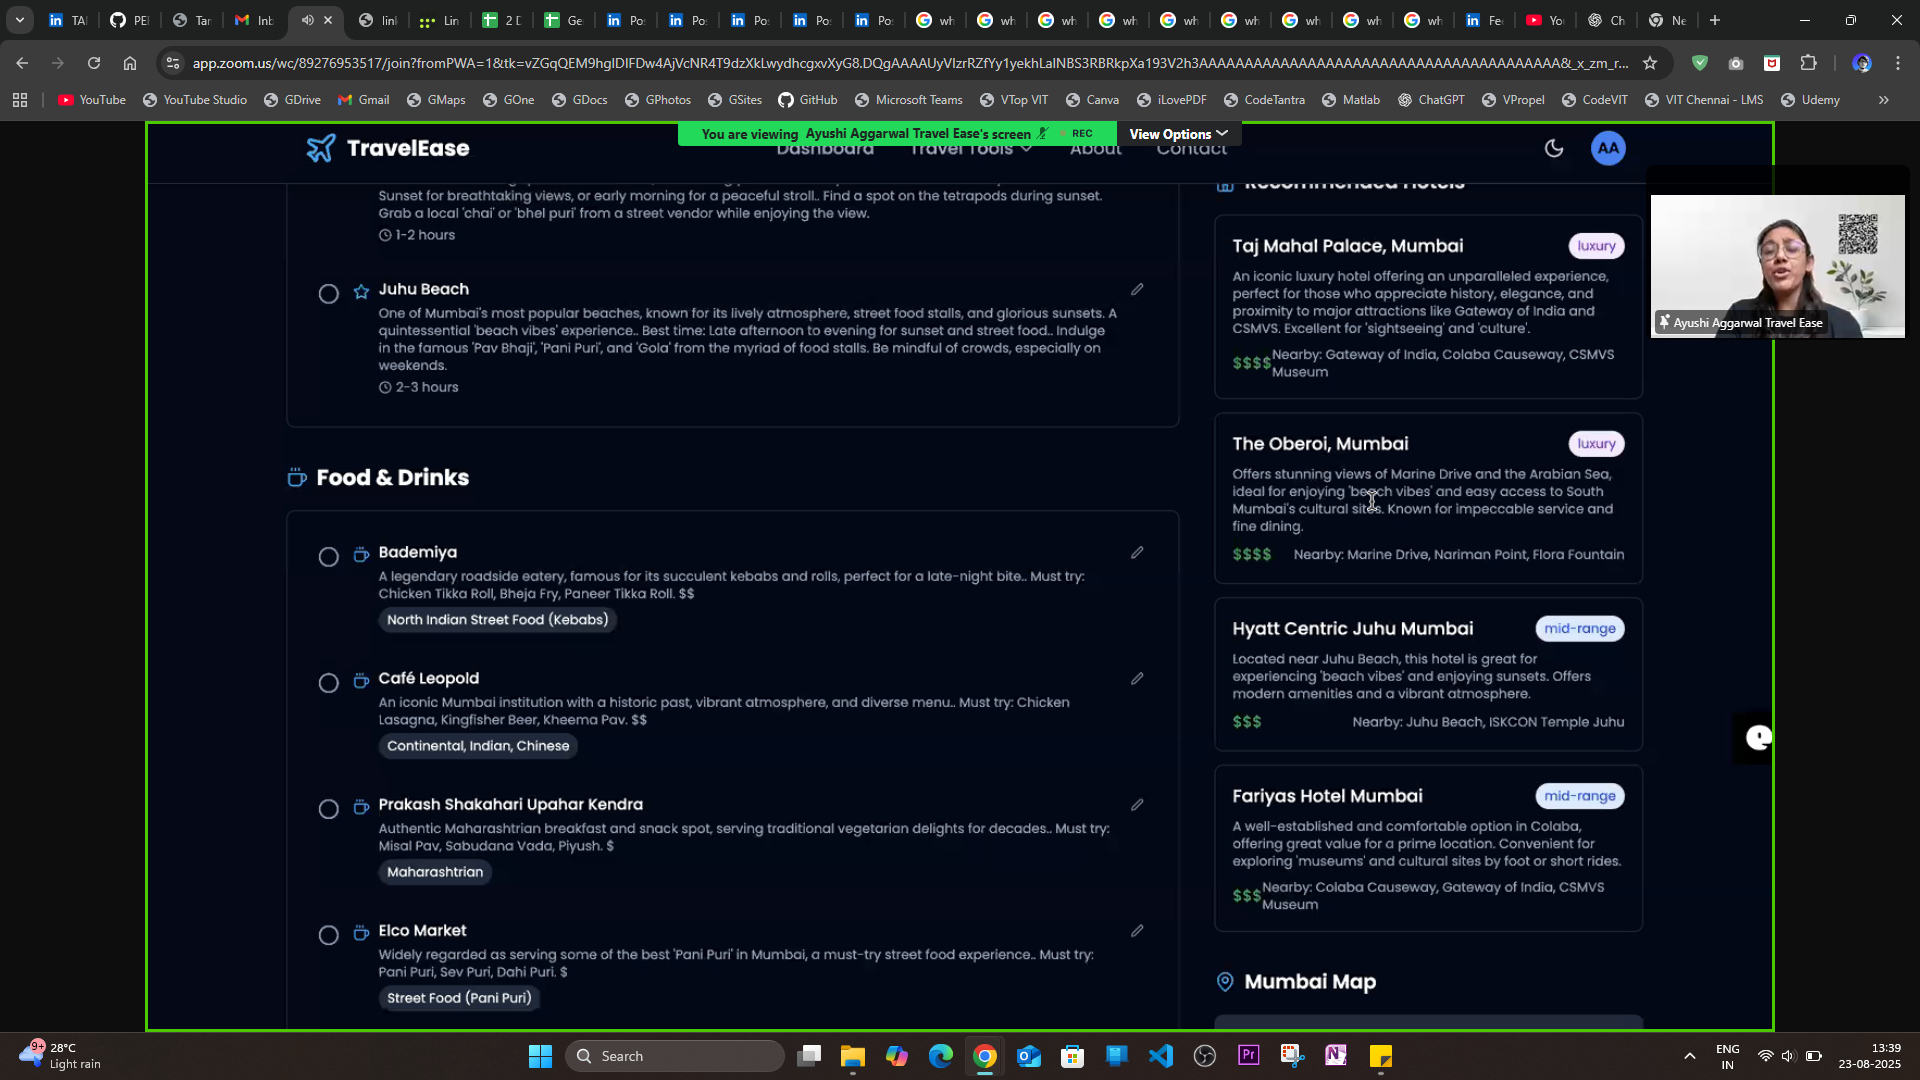 TA
PEI
Tar
Inb
link
Lin
2 D
Ge
Po:
Po:
Po:
Po:
Po:
wh
wh
wh
wh
wh
wh
wh
wh
wh
Fee
Yo
Ch
Ne
YouTube
YouTube Studio
GDrive
Gmail
GMaps
GOne
GDocs
GPhotos
GSites
GitHub
Microsoft Teams
VTop VIT
Canva
iLovePDF
CodeTantra
Matlab
ChatGPT
VPropel
CodeVIT
VIT Chennai - LMS
Udemy
You are viewing Ayushi Aggarwal Travel Ease's screen
REC
View Options
TravelEase
Dashboard
Travel Tools
About
Contact
AA
Sunset for breathtaking views, or early morning for a peaceful stroll.. Find a spot on the tetrapods during sunset.
Grab a local 'chai' or 'bhel puri' from a street vendor while enjoying the view.
1-2 hours
Juhu Beach
One of Mumbai's most popular beaches, known for its lively atmosphere, street food stalls, and glorious sunsets. A
quintessential 'beach vibes' experience.. Best time: Late afternoon to evening for sunset and street food.. Indulge
in the famous 'Pav Bhaji', 'Pani Puri', and 'Gola' from the myriad of food stalls. Be mindful of crowds, especially on
weekends.
2-3 hours
Food & Drinks
Bademiya
A legendary roadside eatery, famous for its succulent kebabs and rolls, perfect for a late-night bite.. Must try:
Chicken Tikka Roll, Bheja Fry, Paneer Tikka Roll. $$
North Indian Street Food (Kebabs)
Café Leopold
An iconic Mumbai institution with a historic past, vibrant atmosphere, and diverse menu.. Must try: Chicken
Lasagna, Kingfisher Beer, Kheema Pav. $$
Continental, Indian, Chinese
Prakash Shakahari Upahar Kendra
Authentic Maharashtrian breakfast and snack spot, serving traditional vegetarian delights for decades.. Must try:
Misal Pav, Sabudana Vada, Piyush. $
Maharashtrian
Elco Market
Widely regarded as serving some of the best 'Pani Puri' in Mumbai, a must-try street food experience.. Must try:
Pani Puri, Sev Puri, Dahi Puri. $
Street Food (Pani Puri)
Recommended Hotels
Taj Mahal Palace, Mumbai
luxury
An iconic luxury hotel offering an unparalleled experience,
perfect for those who appreciate history, elegance, and
proximity to major attractions like Gateway of India and
CSMVS. Excellent for 'sightseeing' and 'culture'.
$$$$
Nearby: Gateway of India, Colaba Causeway, CSMVS
Museum
The Oberoi, Mumbai
luxury
Offers stunning views of Marine Drive and the Arabian Sea,
ideal for enjoying 'beach vibes' and easy access to South
Mumbai's cultural sites. Known for impeccable service and
fine dining.
$$$$
Nearby: Marine Drive, Nariman Point, Flora Fountain
Hyatt Centric Juhu Mumbai
mid-range
Located near Juhu Beach, this hotel is great for
experiencing 'beach vibes' and enjoying sunsets. Offers
modern amenities and a vibrant atmosphere.
$$$
Nearby: Juhu Beach, ISKCON Temple Juhu
Fariyas Hotel Mumbai
mid-range
A well-established and comfortable option in Colaba,
offering great value for a prime location. Convenient for
exploring 'museums' and cultural sites by foot or short rides.
$$$
Nearby: Colaba Causeway, Gateway of India, CSMVS
Museum
Mumbai Map
Ayushi Aggarwal Travel Ease
9+
28°C
Light rain
Search
Pr
ENG
IN
13:39
23-08-2025